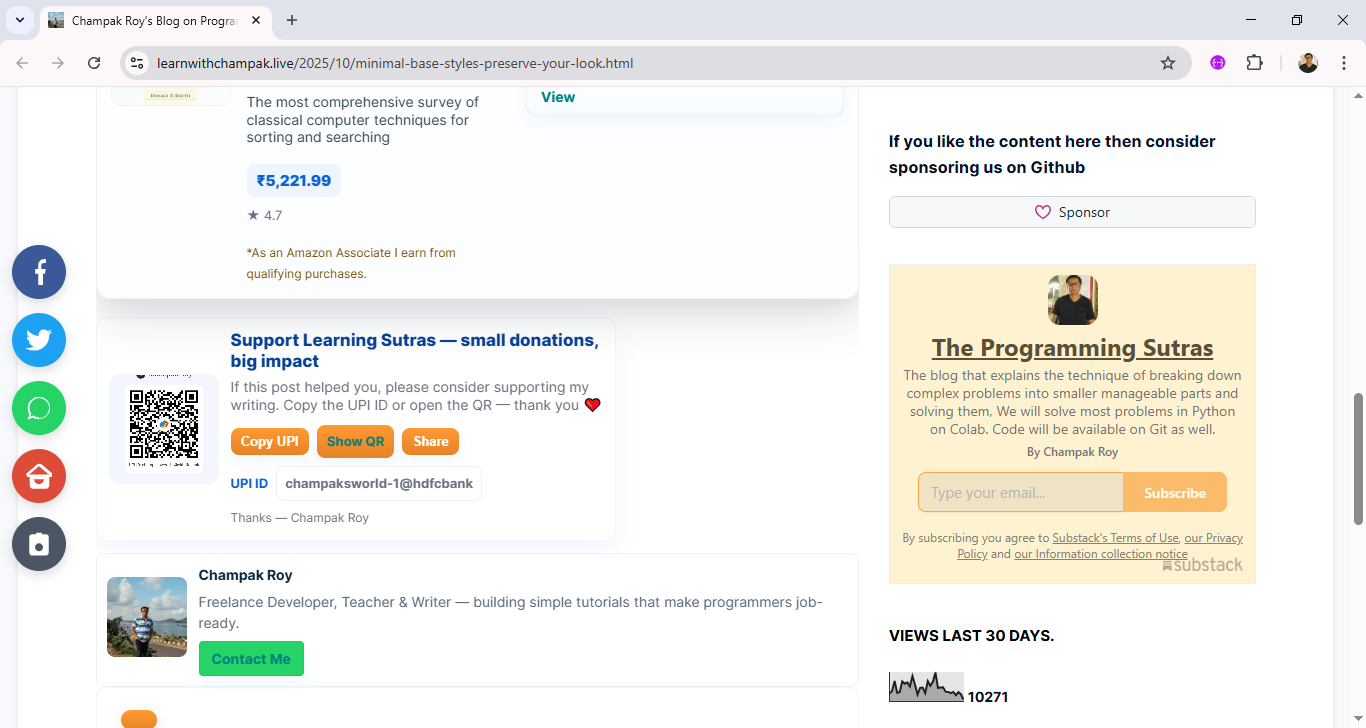 Champak Roy's Blog on Progra
learnwithchampak.live/2025/10/minimal-base-styles-preserve-your-look.html
The most comprehensive survey of
classical computer techniques for
sorting and searching
₹5,221.99
★ 4.7
*As an Amazon Associate I earn from
qualifying purchases.
View
Support Learning Sutras — small donations,
big impact
If this post helped you, please consider supporting my
writing. Copy the UPI ID or open the QR — thank you ❤️
Copy UPI
Show QR
Share
UPI ID
champaksworld-1@hdfcbank
Thanks — Champak Roy
Champak Roy
Freelance Developer, Teacher & Writer — building simple tutorials that make programmers job-
ready.
Contact Me
If you like the content here then consider
sponsoring us on Github
Sponsor
The Programming Sutras
The blog that explains the technique of breaking down
complex problems into smaller manageable parts and
solving them, We will solve most problems in Python
on Colab. Code will be available on Git as well.
By Champak Roy
Type your email...
Subscribe
By subscribing you agree to Substack's Terms of Use, our Privacy
Policy and our Information collection notice
substack
VIEWS LAST 30 DAYS.
10271